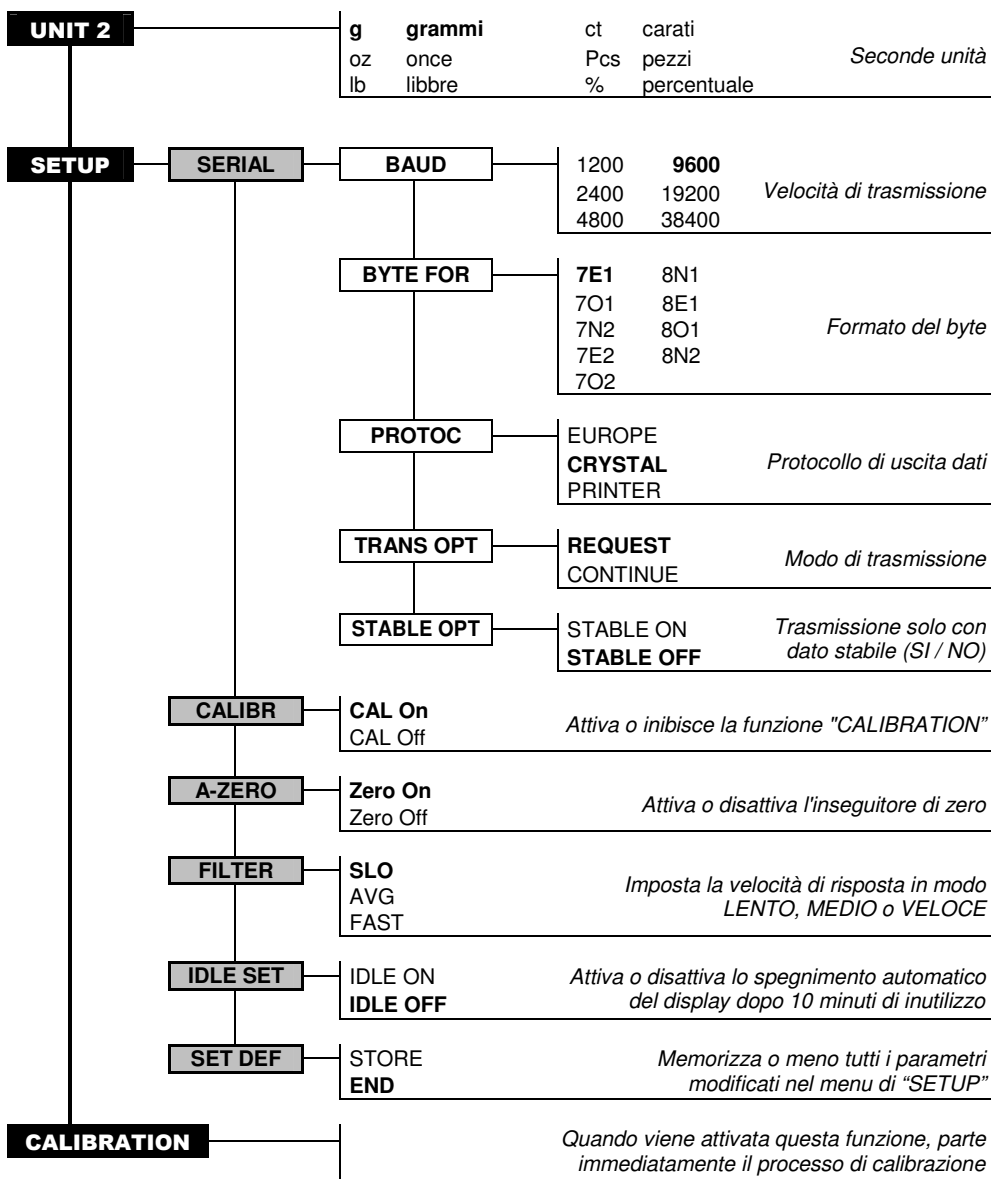 UNIT 2
g grammi ct carati
oz once Pcs pezzi Seconde unità
lb libbre % percentuale
SETUP SERIAL BAUD 1200 9600
2400 19200 Velocità di trasmissione
4800 38400
BYTE FOR 7E1 8N1
7O1 8E1
7N2 8O1 Formato del byte
7E2 8N2
7O2
PROTOC EUROPE
CRYSTAL Protocollo di uscita dati
PRINTER
TRANS OPT REQUEST
CONTINUE Modo di trasmissione
STABLE OPT STABLE ON Trasmissione solo con
STABLE OFF dato stabile (SI / NO)
CALIBR CAL On
CAL Off Attiva o inibisce la funzione "CALIBRATION”
A-ZERO Zero On
Zero Off Attiva o disattiva l'inseguitore di zero
FILTER SLO
AVG Imposta la velocità di risposta in modo
FAST LENTO, MEDIO o VELOCE
IDLE SET IDLE ON Attiva o disattiva lo spegnimento automatico
IDLE OFF del display dopo 10 minuti di inutilizzo
SET DEF STORE Memorizza o meno tutti i parametri
END modificati nel menu di “SETUP”
CALIBRATION Quando viene attivata questa funzione, parte
immediatamente il processo di calibrazione